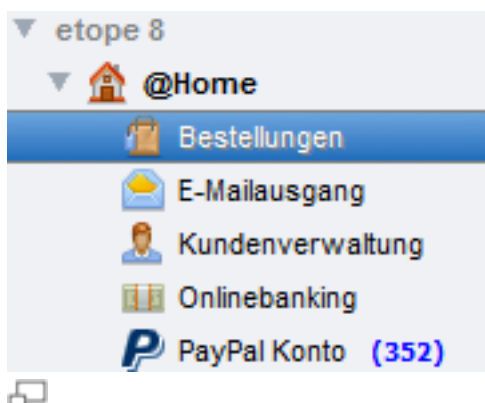 etope 8
@Home
Bestellungen
E-Mailausgang
Kundenverwaltung
Onlinebanking
PayPal Konto (352)